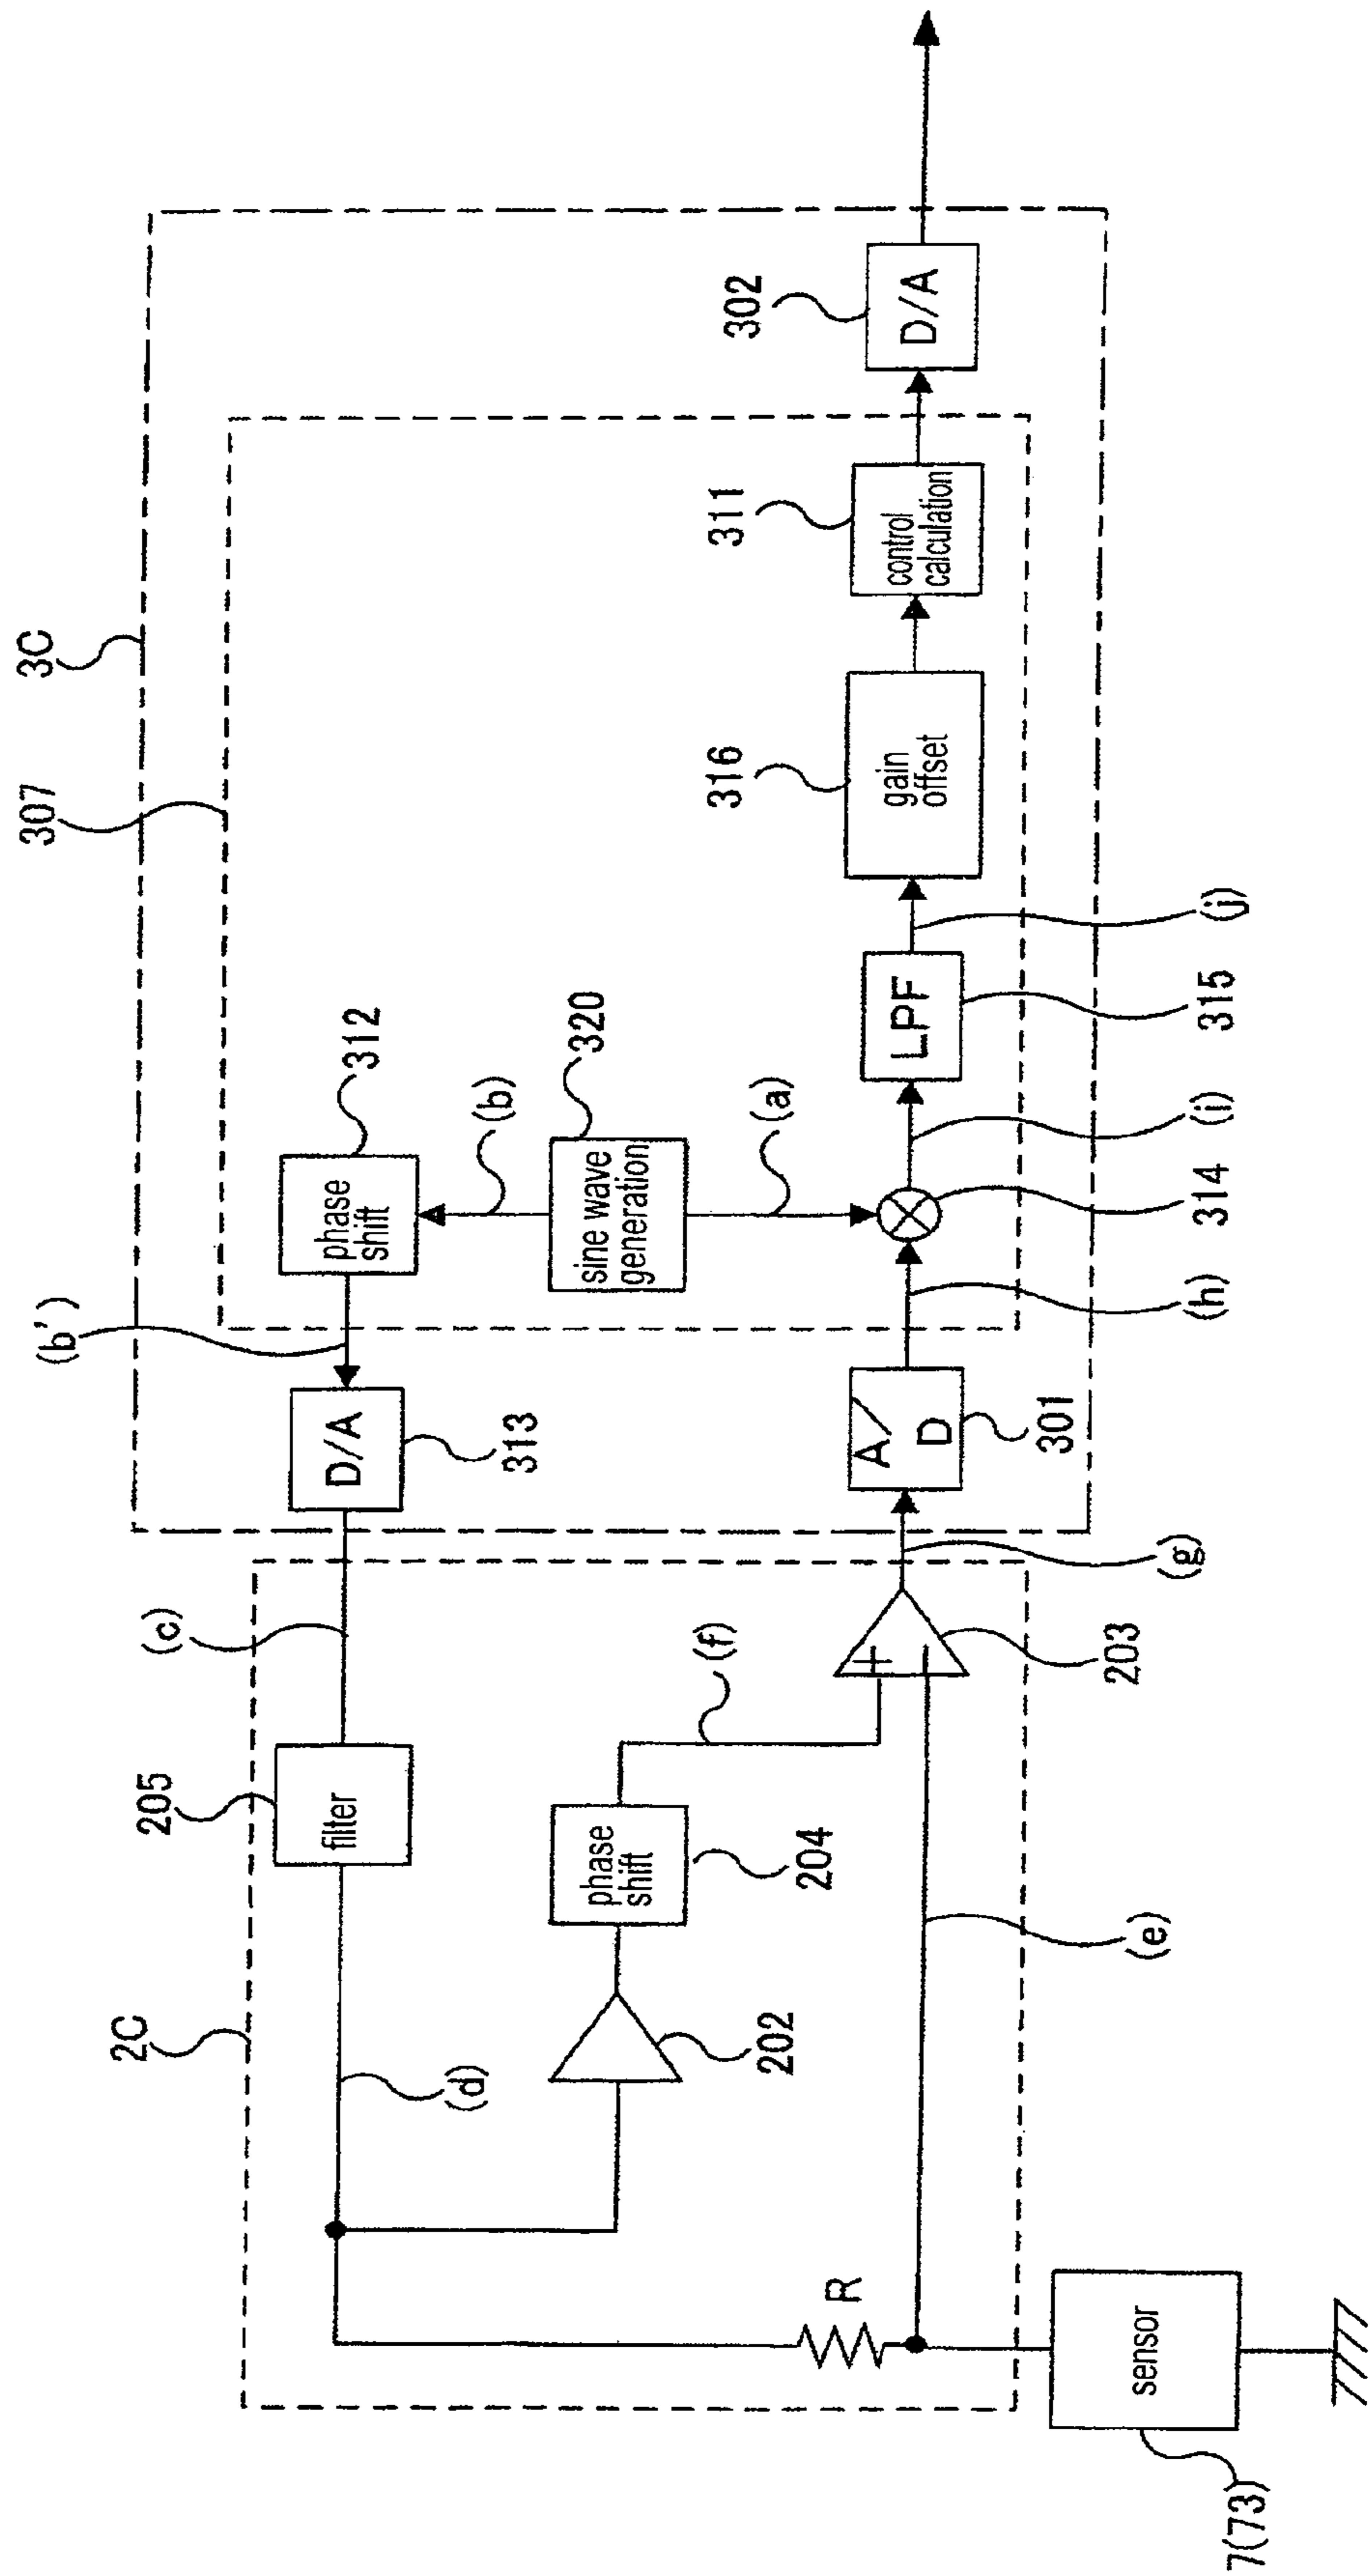 3C
307
312
phase
shift
(b)
320
sine wave
generation
(a)
(b')
D/A
313
A/
D
301
(h)
314
(i)
LPF
315
(j)
316
gain
offset
311
control
calculation
302
D/A
2C
205
filter
(c)
(d)
202
phase
shift
204
(f)
+
−
203
(g)
(e)
R
sensor
7(73)